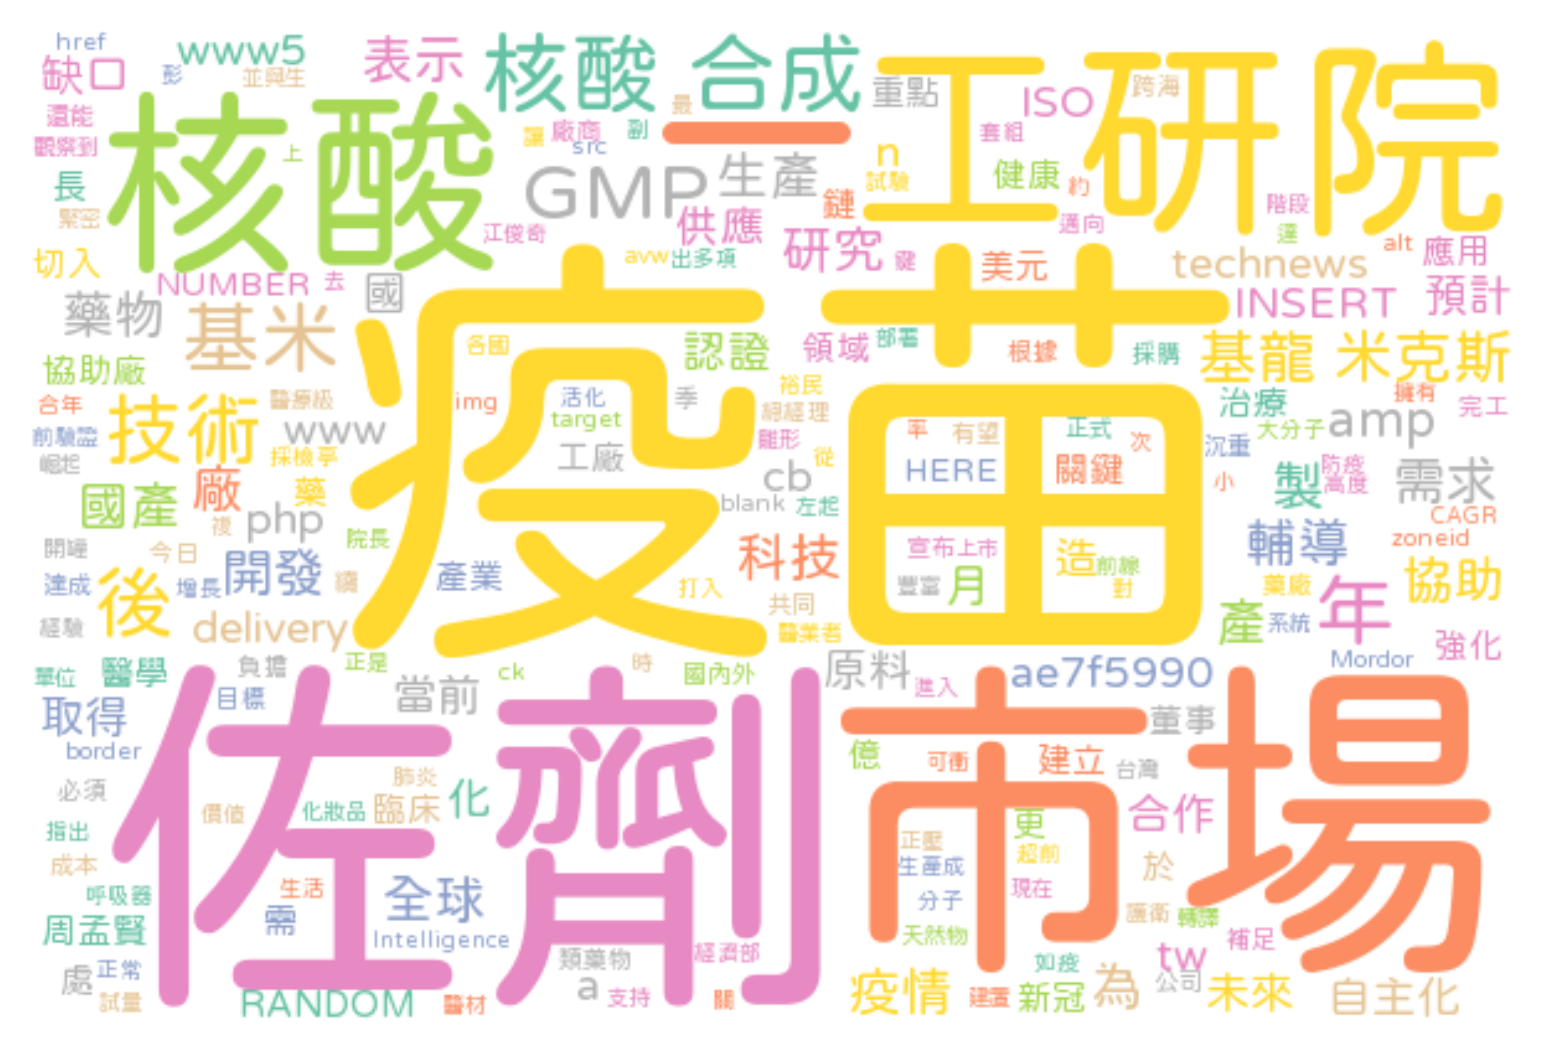 href
www5
表示
核酸 合成
工研院
缺口
彭
並與生
重點
ISO
跨海
還能
核酸
最
一
套組
觀察到
上
讓
廠商
副
src
GMP
生產
n
試驗
健康
約
長
鏈
階段
緊密
江俊奇
供應
研究
邁向
達
切入
avw
出多項
鍵
美元
technews
alt
應用
NUMBER
去
國
疫苗
INSERT
預計
藥物
基米
各國
認證
領域
部署
根據
採購
基龍 米克斯
協助廠
合年
技術
醫療級
img
活化
target
季
裕民
總經理
治療
擁有
完工
前驗證
www
雛形
率
有望
正式
次
大分子
amp
崛起
採檢亭
工廠
從
HERE
關鍵
沉重
國產
廠
藥
cb
小
製
防疫
高度
需求
複
php
blank
左起
CAGR
開罐
今日
院長
科技
宣布上市
造
前線
輔導
zoneid
達成
後
增長
開發
續
產業
打入
豐富
月
對
藥廠
協助
經驗
delivery
共同
醫業者
產
系統
年
強化
單位
醫學
負擔
正是
ck
時
國內外
原料
進入
ae7f5990
Mordor
取得
目標
當前
佐劑
市場
董事
border
億
可衝
建立
台灣
必須
價值
化妝品
肺炎
臨床
化
更
合作
指出
正壓
超前
成本
生產成
於
呼吸器
生活
全球
分子
現在
周孟賢
需
Intelligence
天然物
護衛
轉譯
補足
處
正常
類藥物
經濟部
如疫
tw
試量
RANDOM
醫材
a
支持
關
疫情
建置
新冠
為
公司
未來
自主化